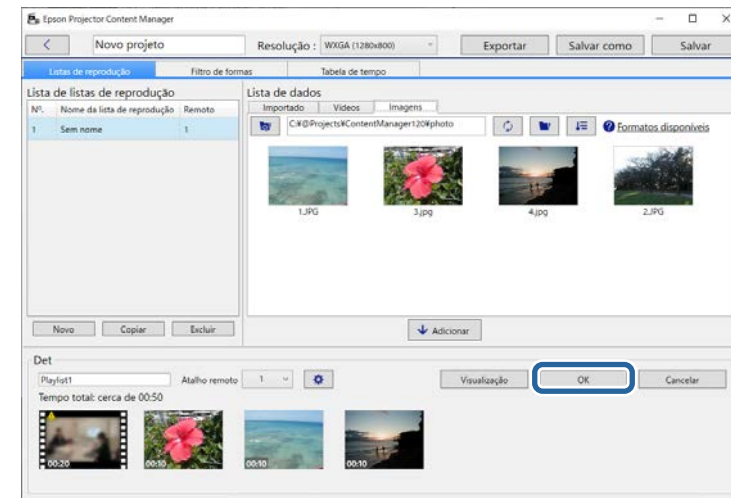 Epson Projector Content Manager
Novo projeto
Resolução : WXGA (1280x800)
Exportar
Salvar como
Salvar
Listas de reprodução
Filtro de formas
Tabela de tempo
Lista de listas de reprodução
Nº. Nome da lista de reprodução Remoto
1 Sem nome 1
Lista de dados
Importado Vídeos Imagens
C:¥@Projects¥ContentManager120¥photo
Formatos disponíveis
1.JPG
3.jpg
4.jpg
2.JPG
Novo
Copiar
Excluir
Adicionar
Det
Playlist1
Atalho remoto 1
Visualização
OK
Cancelar
Tempo total: cerca de 00:50
00:20
00:10
00:10
00:10